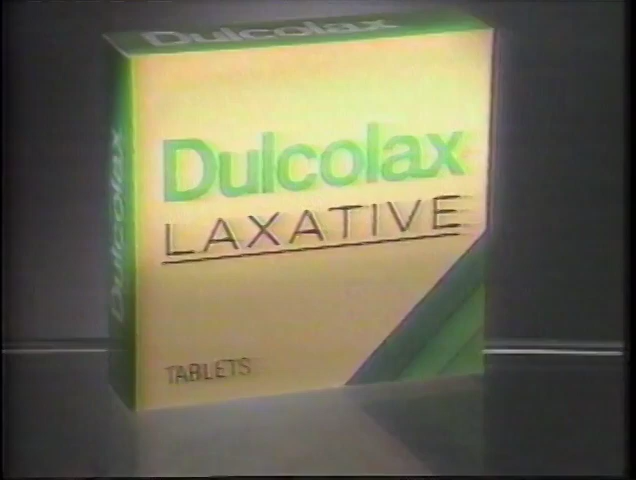 Dulcolax
Dulcolax
Dulcolax
LAXATIVE
TABLETS